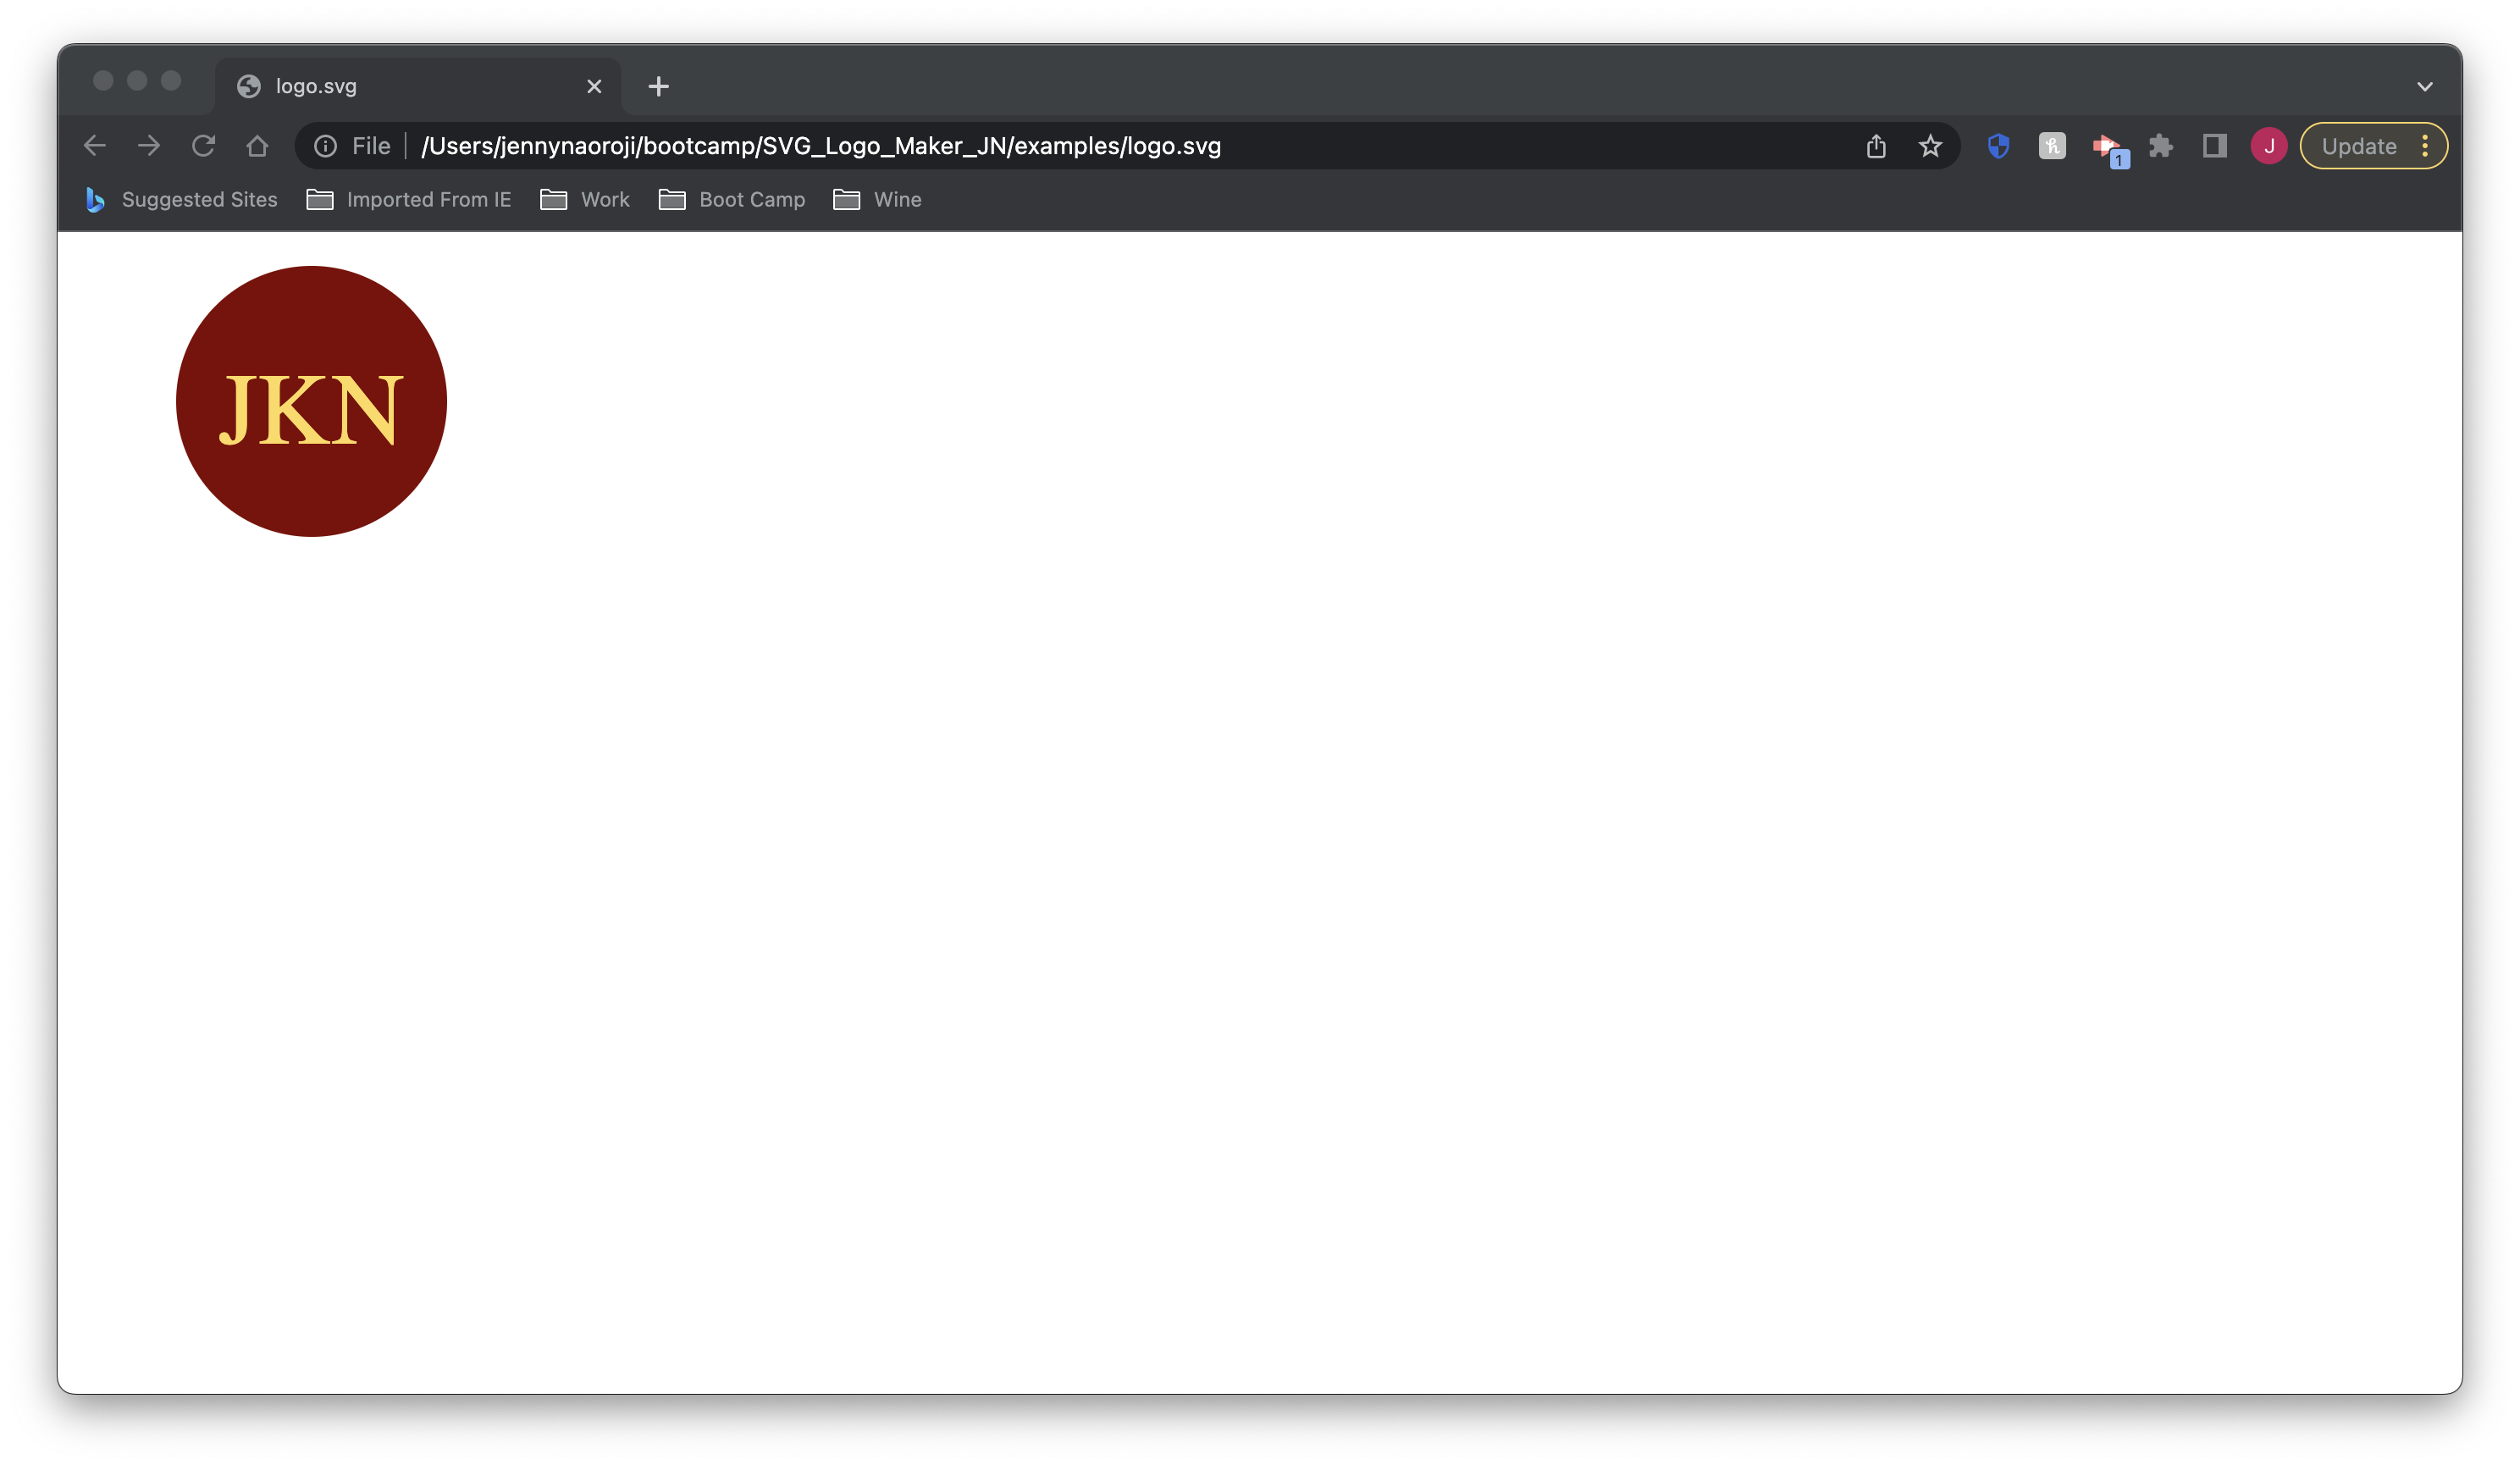 logo.svg
File /Users/jennynaoroji/bootcamp/SVG_Logo_Maker_JN/examples/logo.svg 1 J Update
Suggested Sites Imported From IE Work Boot Camp Wine
JKN